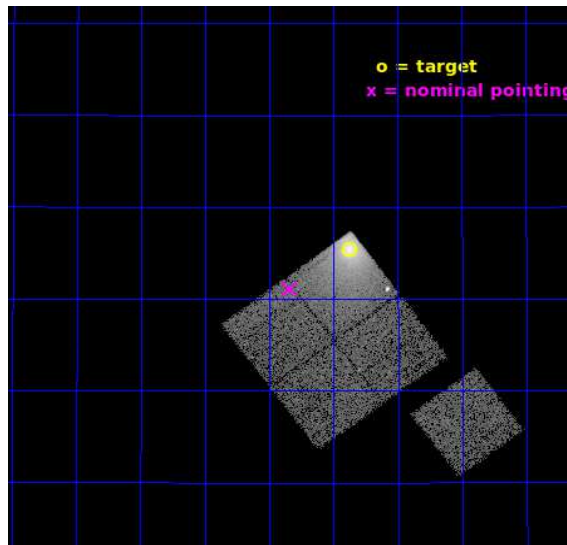 o = target
x = nominal pointing